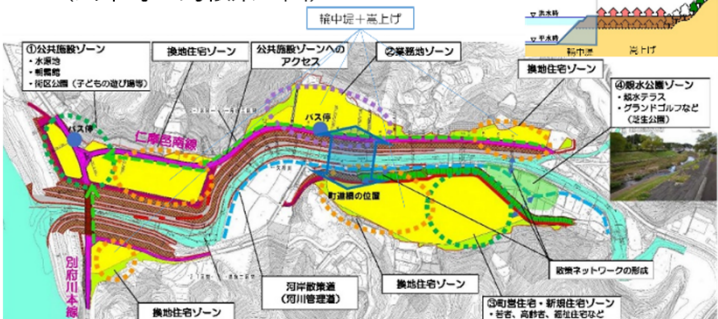 輪中堤＋嵩上げ
洪水時
平水時
輪中堤
嵩上げ
①公共施設ゾーン
・水源地
・朝霧館
・街区公園（子どもの遊び場等）
換地住宅ゾーン
公共施設ゾーンへの
アクセス
②業務地ゾーン
換地住宅ゾーン
④親水公園ゾーン
・親水テラス
・グランドゴルフなど
（芝生公園）
バス停
バス停
仁摩邑南線
町道橋の位置
別府川本線
河岸散策道
（河川管理道）
換地住宅ゾーン
散策ネットワークの形成
換地住宅ゾーン
③町営住宅・新規住宅ゾーン
・若者、高齢者、福祉住宅など